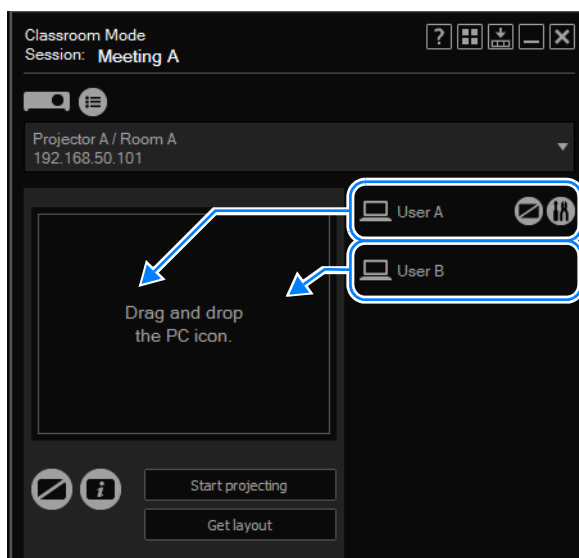 Classroom Mode
Session: Meeting A
Projector A / Room A
192.168.50.101
User A
User B
Drag and drop
the PC icon.
Start projecting
Get layout